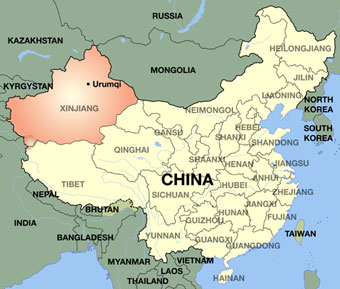 RUSSIA
KAZAKHSTAN
HEILONGJIANG
MONGOLIA
JILIN
KYRGYSTAN
Urumqi
LIAONING
XINJIANG
NEIMONGOL
NORTH
KOREA
HEBEI
GANSU
SHANXI
SHANDONG
SOUTH
KOREA
QINGHAI
SHAANXI
HENAN
JIANGSU
TIBET
CHINA
HUBEI
ANHUI
SICHUAN
ZHEJIANG
NEPAL
BHUTAN
HUNAN
JIANGXI
GUIZHOU
FUJIAN
INDIA
TAIWAN
BANGLADESH
YUNNAN
GUANGXI
GUANGDONG
MYANMAR
VIETNAM
LAOS
THAILAND
HAINAN